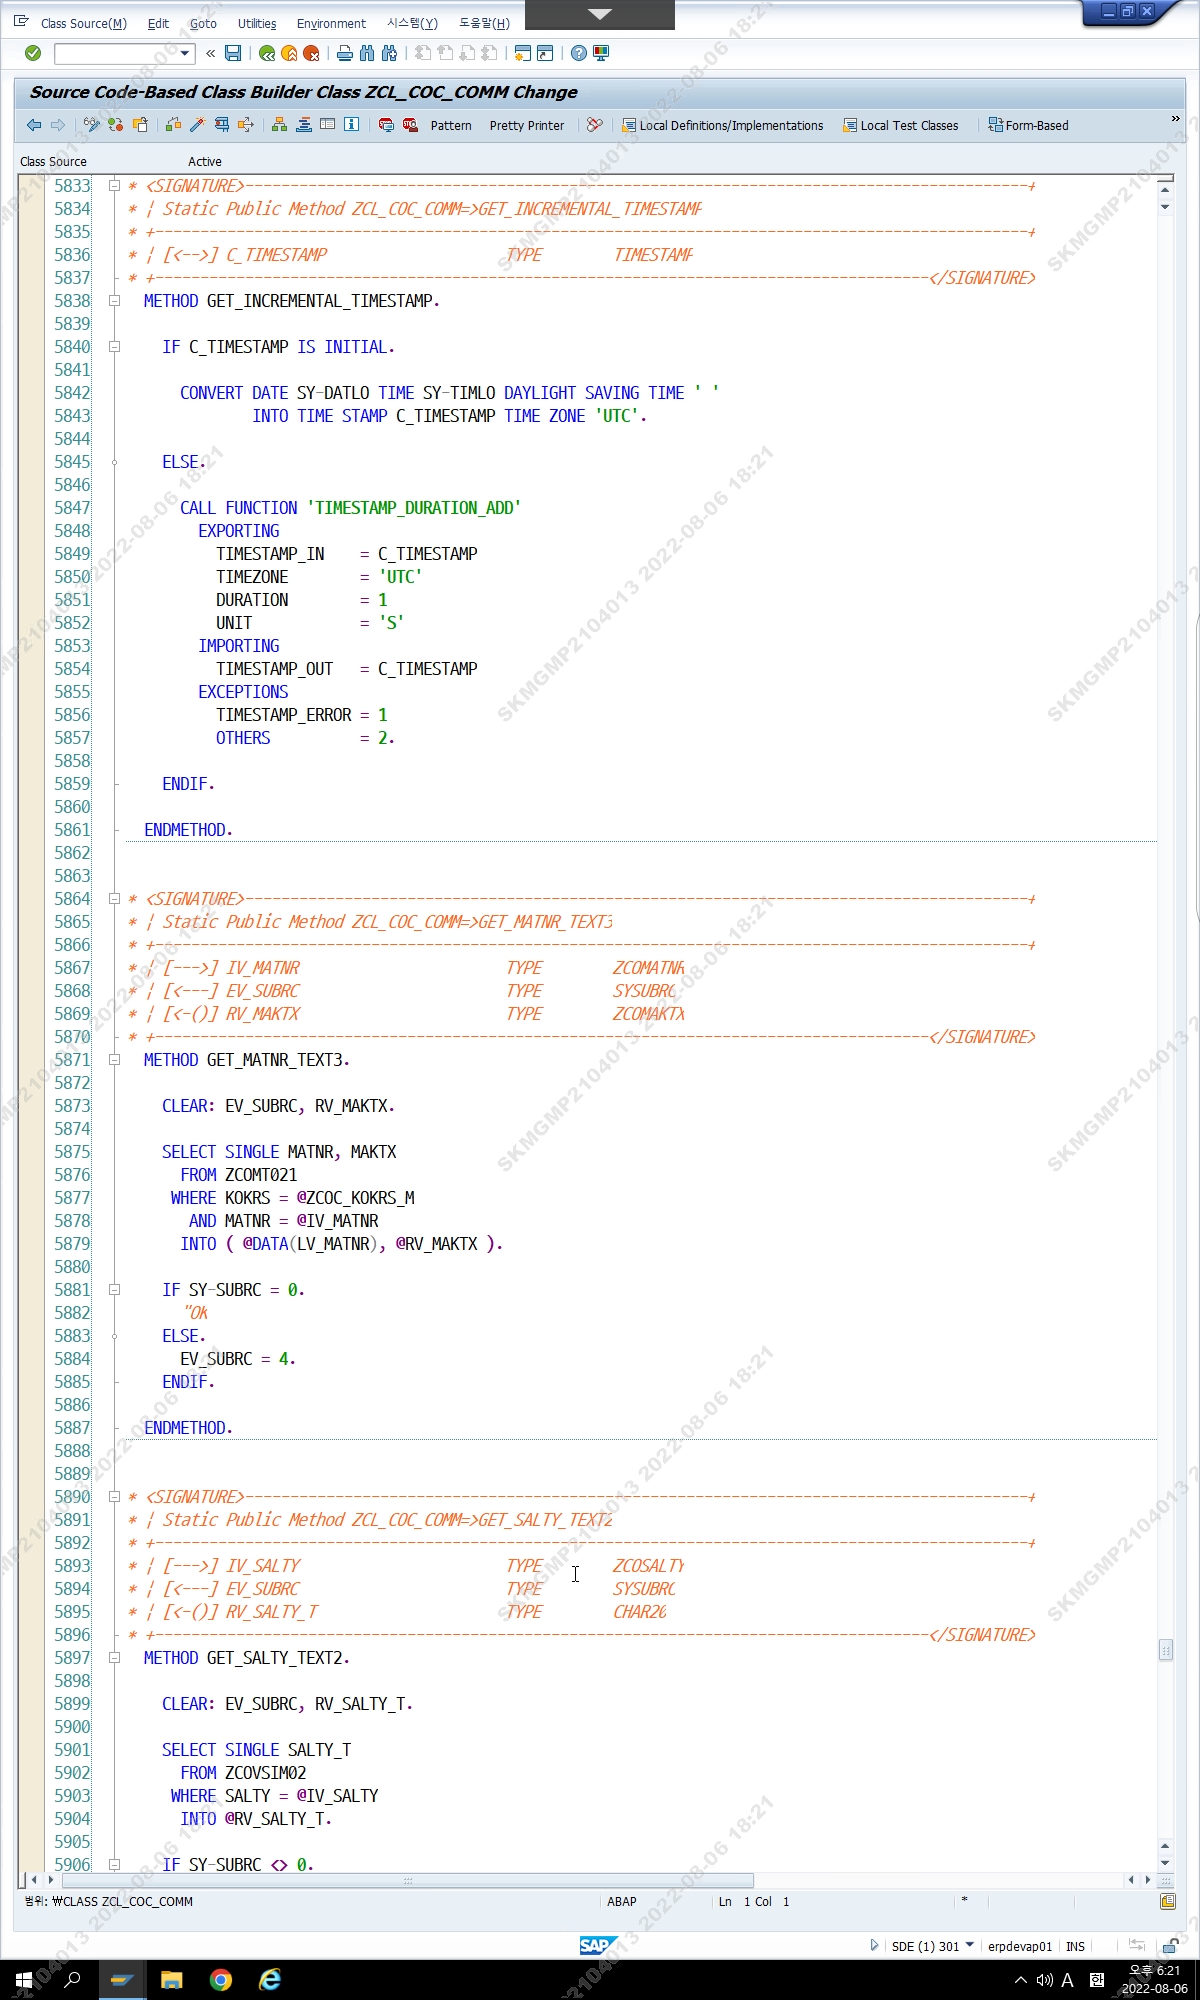 Class Source(M) Edit Goto Utilities Environment 시스템(Y) 도움말(H)
Source Code-Based Class Builder Class ZCL_COC_COMM Change
Pattern Pretty Printer Local Definitions/Implementations Local Test Classes Form-Based
Class Source Active
5833 * <SIGNATURE>---------------------------------------------------------------------------------------+
5834 * | Static Public Method ZCL_COC_COMM=>GET_INCREMENTAL_TIMESTAMP
5835 * +-------------------------------------------------------------------------------------------------+
5836 * | [<-->] C_TIMESTAMP                    TYPE        TIMESTAMP
5837 * +--------------------------------------------------------------------------------------</SIGNATURE>
5838 METHOD GET_INCREMENTAL_TIMESTAMP.
5839
5840 IF C_TIMESTAMP IS INITIAL.
5841
5842 CONVERT DATE SY-DATLO TIME SY-TIMLO DAYLIGHT SAVING TIME ' '
5843 INTO TIME STAMP C_TIMESTAMP TIME ZONE 'UTC'.
5844
5845 ELSE.
5846
5847 CALL FUNCTION 'TIMESTAMP_DURATION_ADD'
5848 EXPORTING
5849 TIMESTAMP_IN    = C_TIMESTAMP
5850 TIMEZONE        = 'UTC'
5851 DURATION        = 1
5852 UNIT            = 'S'
5853 IMPORTING
5854 TIMESTAMP_OUT   = C_TIMESTAMP
5855 EXCEPTIONS
5856 TIMESTAMP_ERROR = 1
5857 OTHERS          = 2.
5858
5859 ENDIF.
5860
5861 ENDMETHOD.
5862
5863
5864 * <SIGNATURE>---------------------------------------------------------------------------------------+
5865 * | Static Public Method ZCL_COC_COMM=>GET_MATNR_TEXT3
5866 * +-------------------------------------------------------------------------------------------------+
5867 * | [--->] IV_MATNR                       TYPE        ZCOMATNR
5868 * | [<---] EV_SUBRC                       TYPE        SYSUBRC
5869 * | [<-()] RV_MAKTX                       TYPE        ZCOMAKTX
5870 * +--------------------------------------------------------------------------------------</SIGNATURE>
5871 METHOD GET_MATNR_TEXT3.
5872
5873 CLEAR: EV_SUBRC, RV_MAKTX.
5874
5875 SELECT SINGLE MATNR, MAKTX
5876 FROM ZCOMT021
5877 WHERE KOKRS = @ZCOC_KOKRS_M
5878 AND MATNR = @IV_MATNR
5879 INTO ( @DATA(LV_MATNR), @RV_MAKTX ).
5880
5881 IF SY-SUBRC = 0.
5882 "OK
5883 ELSE.
5884 EV_SUBRC = 4.
5885 ENDIF.
5886
5887 ENDMETHOD.
5888
5889
5890 * <SIGNATURE>---------------------------------------------------------------------------------------+
5891 * | Static Public Method ZCL_COC_COMM=>GET_SALTY_TEXT2
5892 * +-------------------------------------------------------------------------------------------------+
5893 * | [--->] IV_SALTY                       TYPE        ZCOSALTY
5894 * | [<---] EV_SUBRC                       TYPE        SYSUBRC
5895 * | [<-()] RV_SALTY_T                     TYPE        CHAR20
5896 * +--------------------------------------------------------------------------------------</SIGNATURE>
5897 METHOD GET_SALTY_TEXT2.
5898
5899 CLEAR: EV_SUBRC, RV_SALTY_T.
5900
5901 SELECT SINGLE SALTY_T
5902 FROM ZCOVSIM02
5903 WHERE SALTY = @IV_SALTY
5904 INTO @RV_SALTY_T.
5905
5906 IF SY-SUBRC <> 0.
범위: ₩CLASS ZCL_COC_COMM ABAP Ln 1 Col 1 *
SAP SDE (1) 301 erpdevap01 INS
A 한 오후 6:21
2022-08-06
SKMGMP2104013 2022-08-06 18:21